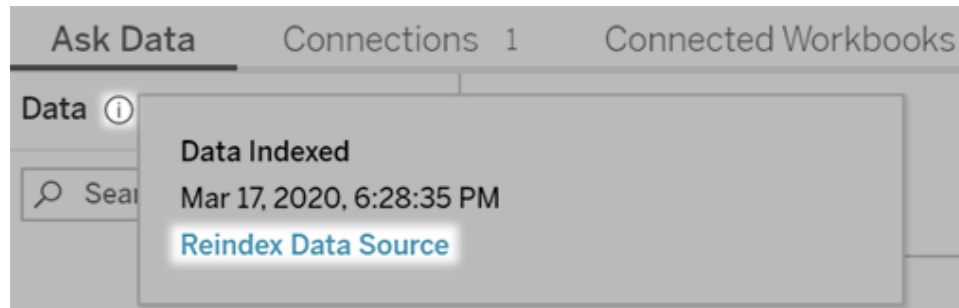 Ask Data Connections 1 Connected Workbooks
Data
Data Indexed
Mar 17, 2020, 6:28:35 PM
Reindex Data Source